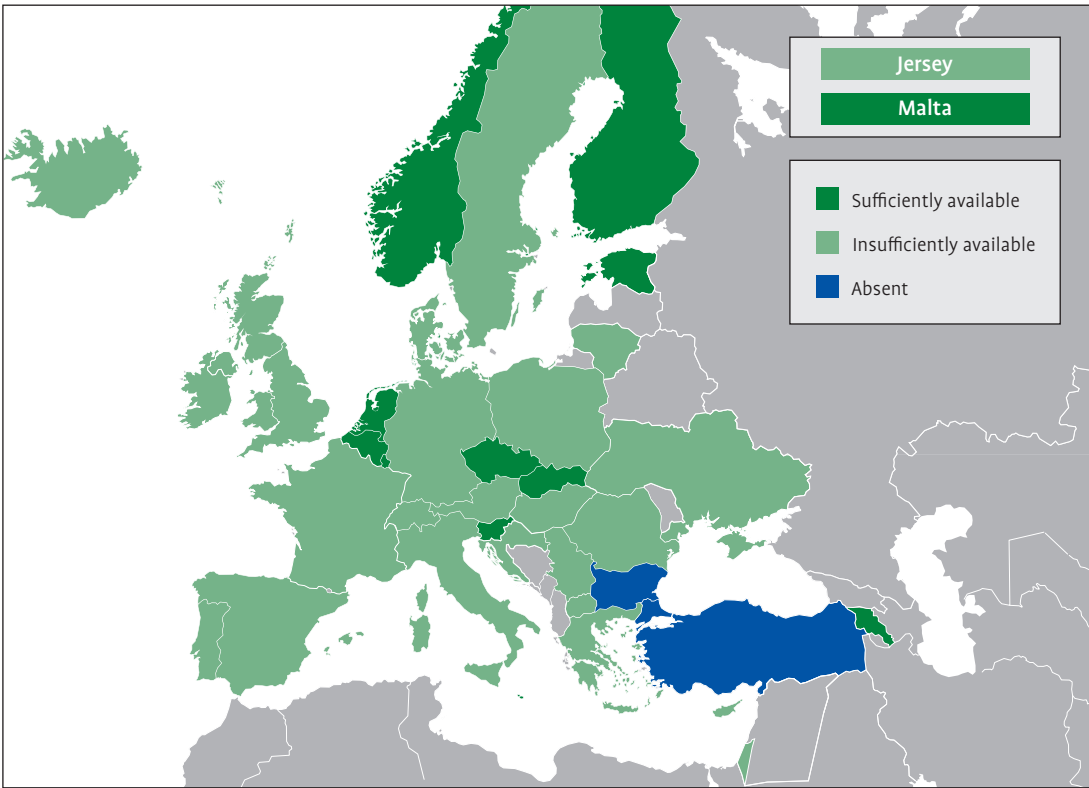 Jersey
Malta
Sufficiently available
Insufficiently available
Absent